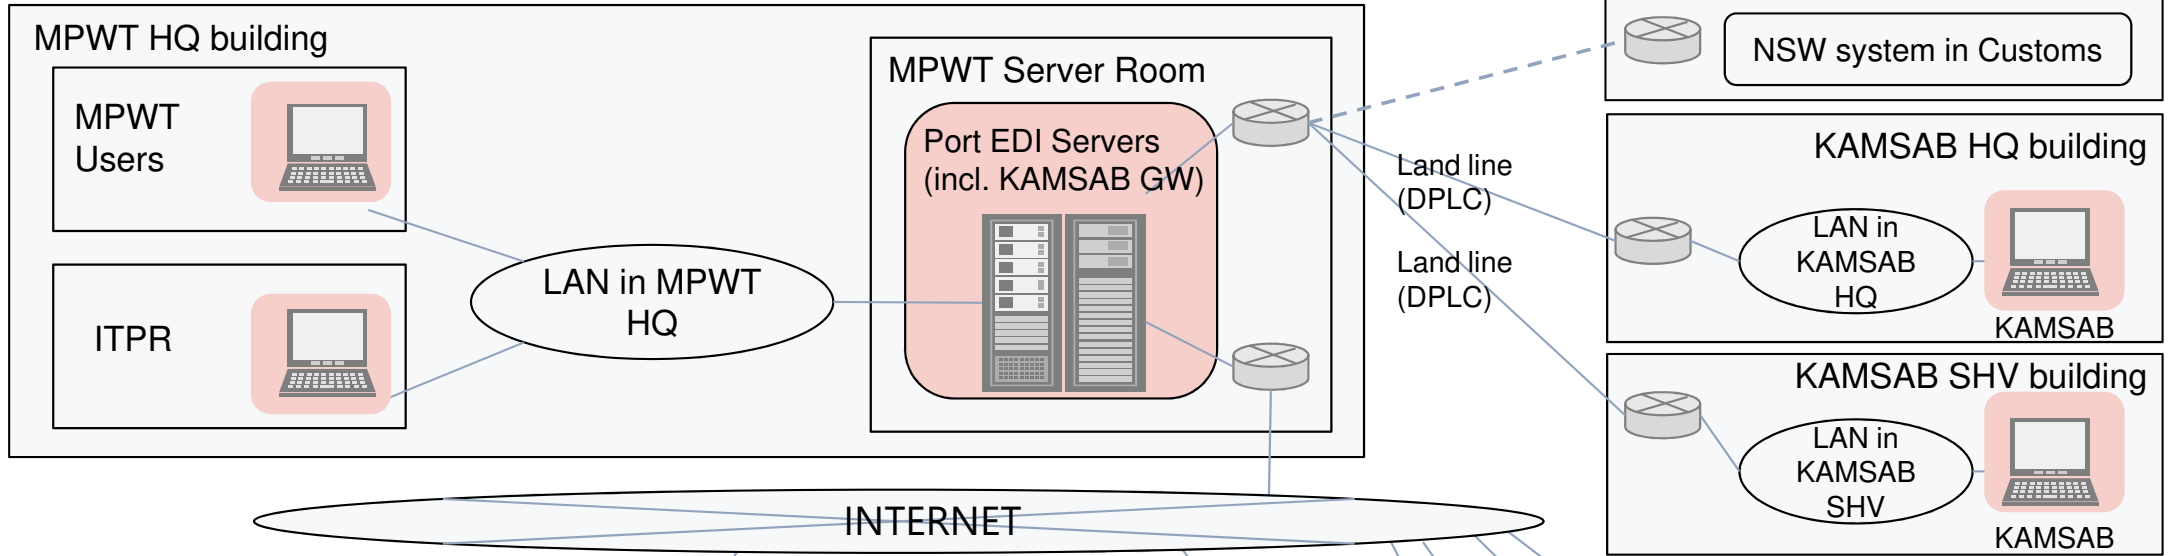 MPWT HQ building
MPWT
Users
ITPR
LAN in MPWT
HQ
MPWT Server Room
Port EDI Servers
(incl. KAMSAB GW)
Land line
(DPLC)
Land line
(DPLC)
NSW system in Customs
KAMSAB HQ building
LAN in
KAMSAB
HQ
KAMSAB
KAMSAB SHV building
LAN in
KAMSAB
SHV
KAMSAB
INTERNET